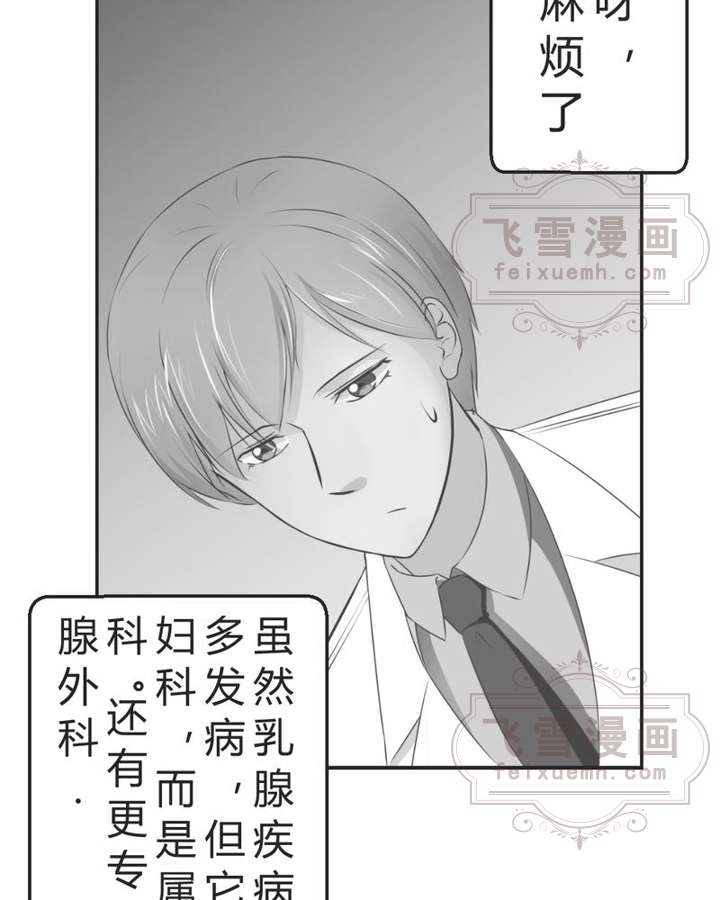 呀，
麻烦了
飞雪漫画
feixuemh.com
虽然乳腺疾病
多发病，但它
妇科，而是属
科。还有更专
腺外科．
飞雪漫画
feixuemh.com